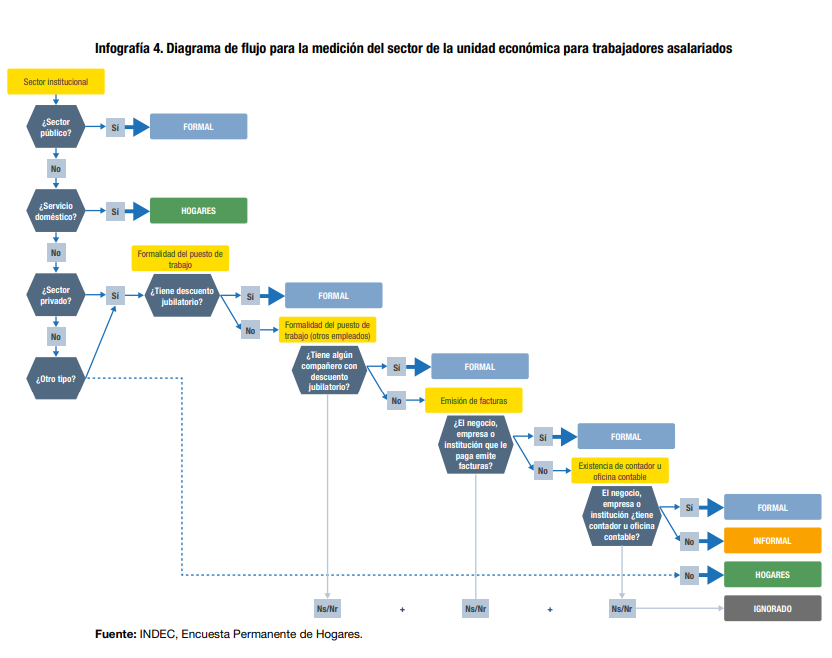 Infografía 4. Diagrama de flujo para la medición del sector de la unidad económica para trabajadores asalariados
Sector institucional
¿Sector
público?
Sí
FORMAL
No
¿Servicio
doméstico?
Sí
HOGARES
No
Formalidad del puesto de
trabajo
¿Sector
privado?
Sí
¿Tiene descuento
jubilatorio?
Sí
FORMAL
No
Formalidad del puesto de
trabajo (otros empleados)
No
¿Otro tipo?
¿Tiene algún
compañero con
descuento
jubilatorio?
Sí
FORMAL
No
Emisión de facturas
¿El negocio,
empresa o
institución que le
paga emite
facturas?
Sí
FORMAL
No
Existencia de contador u
oficina contable
El negocio,
empresa o
institución ¿tiene
contador u oficina
contable?
Sí
FORMAL
No
INFORMAL
No
HOGARES
Ns/Nr
+
Ns/Nr
+
Ns/Nr
IGNORADO
Fuente: INDEC, Encuesta Permanente de Hogares.